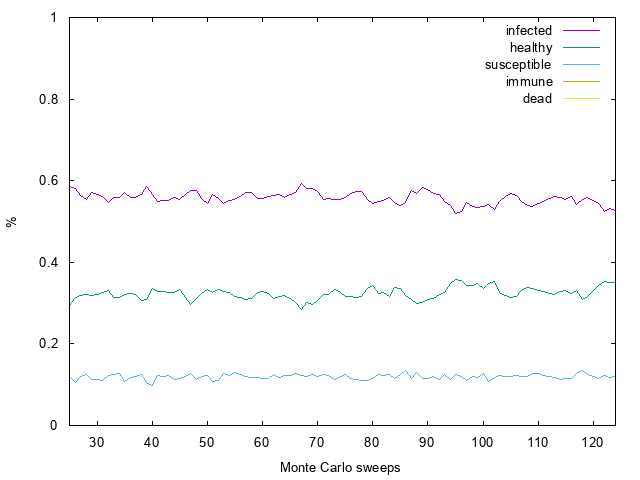 1
0.8
0.6
0.4
0.2
0
%
infected
healthy
susceptible
immune
dead
30 40 50 60 70 80 90 100 110 120
Monte Carlo sweeps